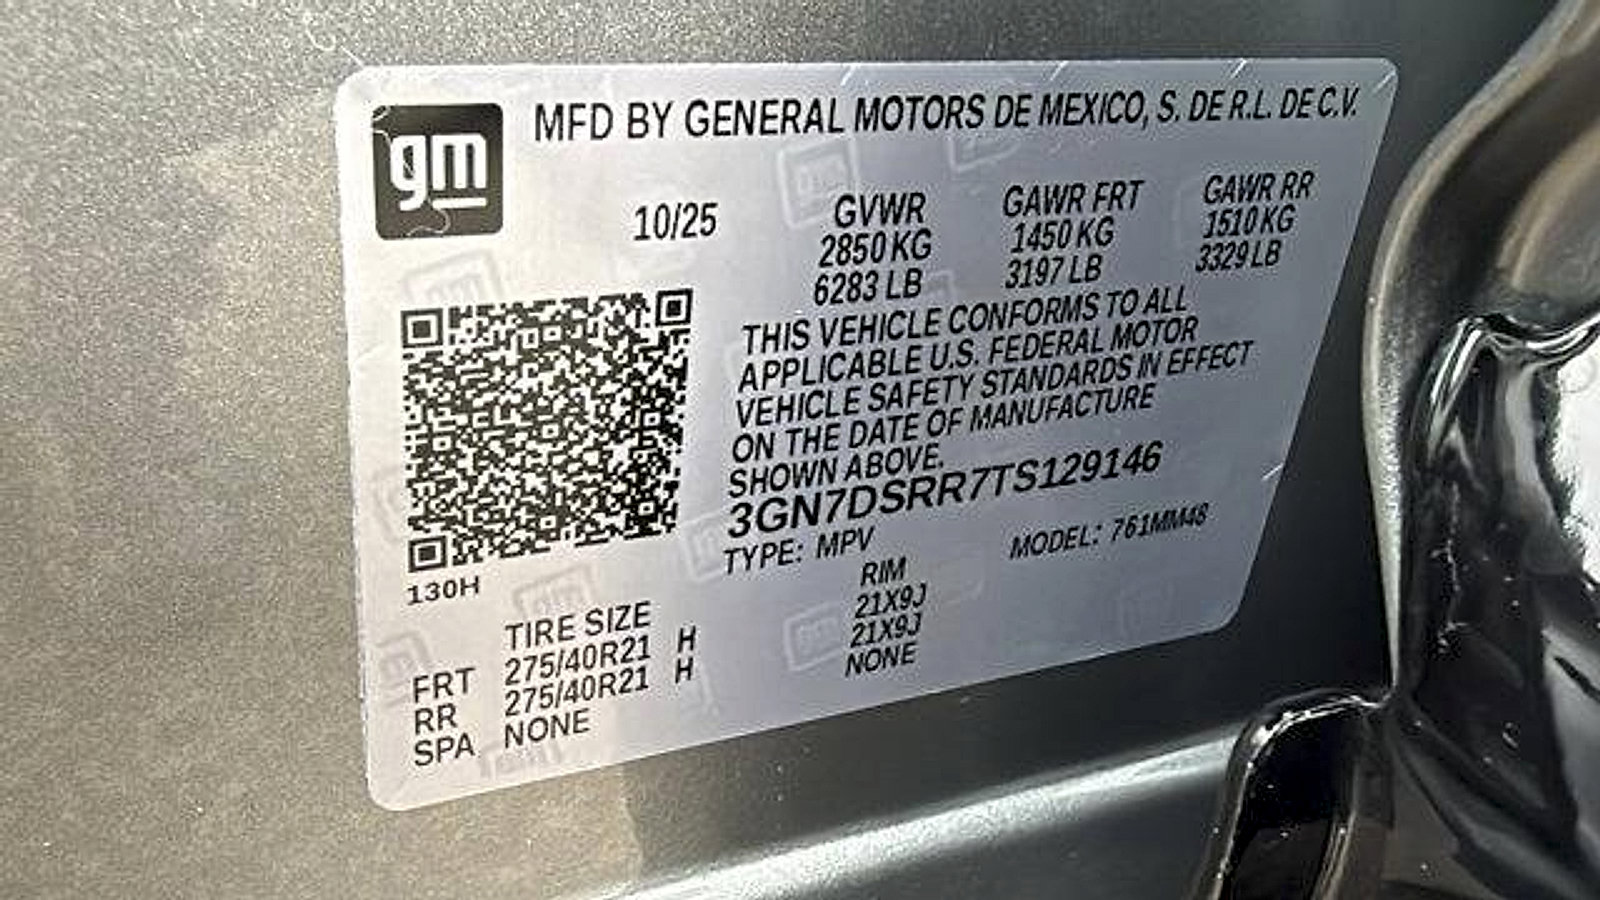 gm
MFD BY GENERAL MOTORS DE MEXICO, S. DE R.L. DE C.V.
10/25 GVWR GAWR FRT GAWR RR
2850 KG 1450 KG 1510 KG
6283 LB 3197 LB 3329 LB
THIS VEHICLE CONFORMS TO ALL
APPLICABLE U.S. FEDERAL MOTOR
VEHICLE SAFETY STANDARDS IN EFFECT
ON THE DATE OF MANUFACTURE
SHOWN ABOVE.
3GN7DSRR7TS129146
TYPE: MPV MODEL: 761MM48
130H
TIRE SIZE RIM
FRT 275/40R21 H 21X9J
RR 275/40R21 H 21X9J
SPA NONE NONE